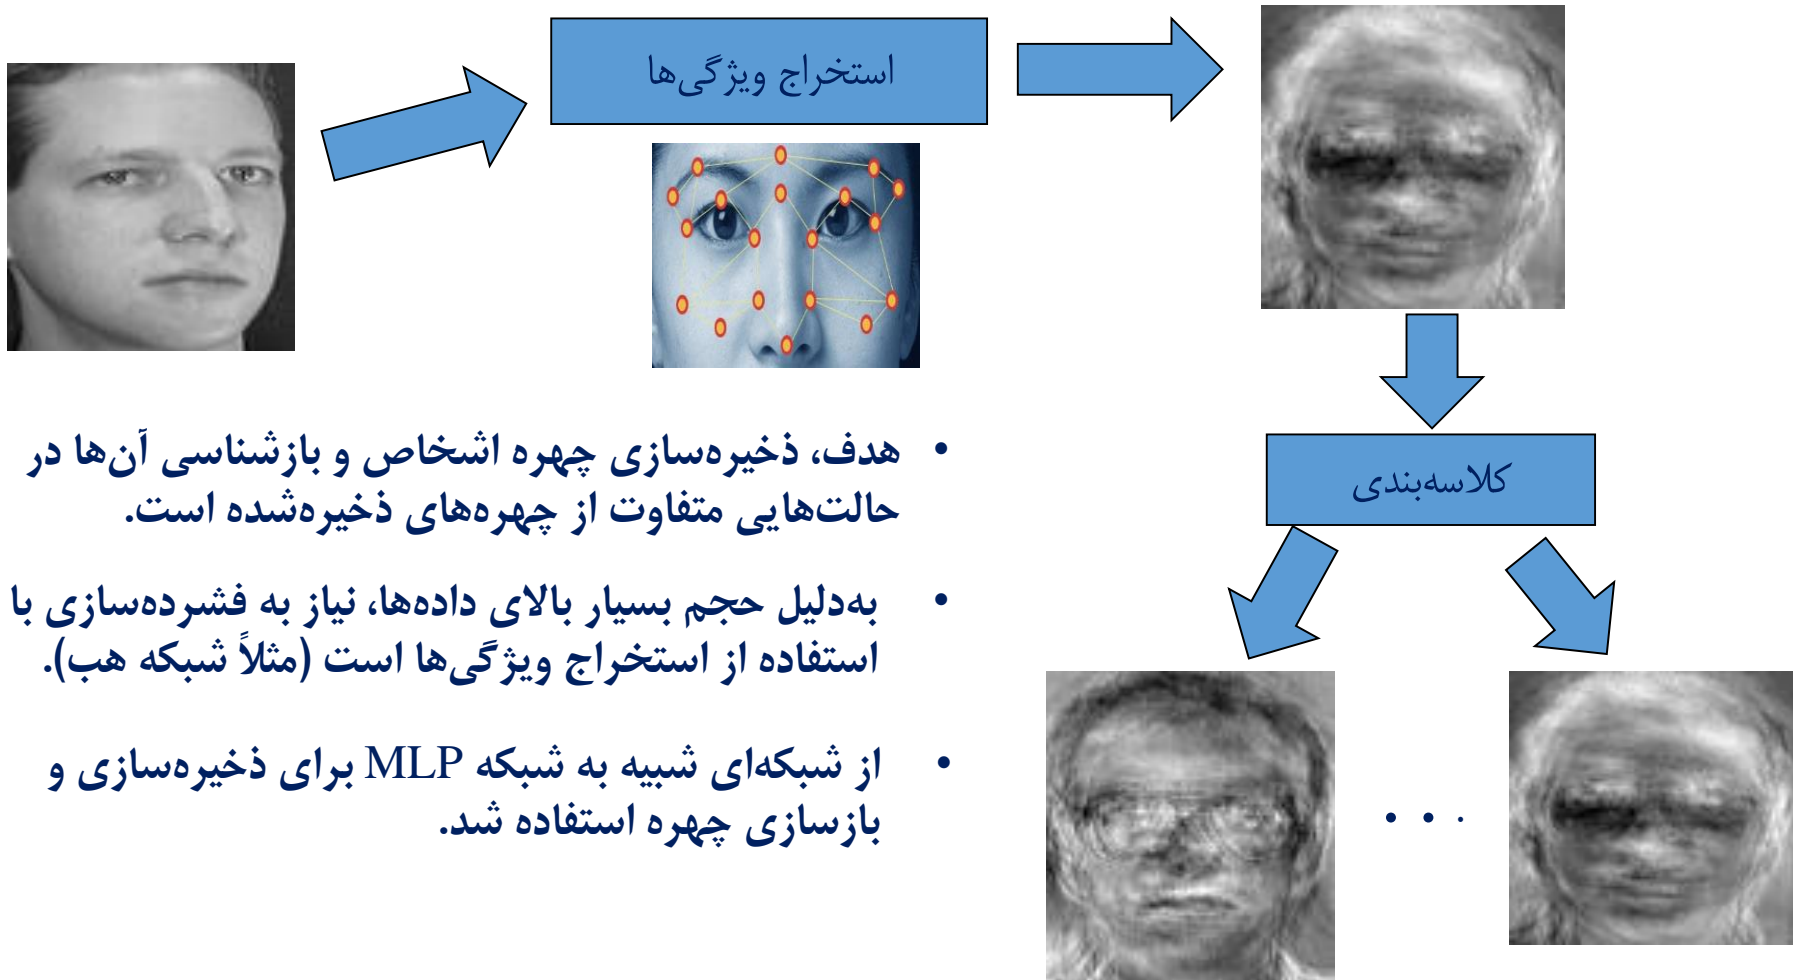 استخراج ویژگی‌ها
کلاسه‌بندی
• هدف، ذخیره‌سازی چهره اشخاص و بازشناسی آن‌ها در
حالت‌هایی متفاوت از چهره‌های ذخیره‌شده است.
• به‌دلیل حجم بسیار بالای داده‌ها، نیاز به فشرده‌سازی با
استفاده از استخراج ویژگی‌ها است (مثلاً شبکه هب).
• از شبکه‌ای شبیه به شبکه MLP برای ذخیره‌سازی و
بازسازی چهره استفاده شد.
. . .